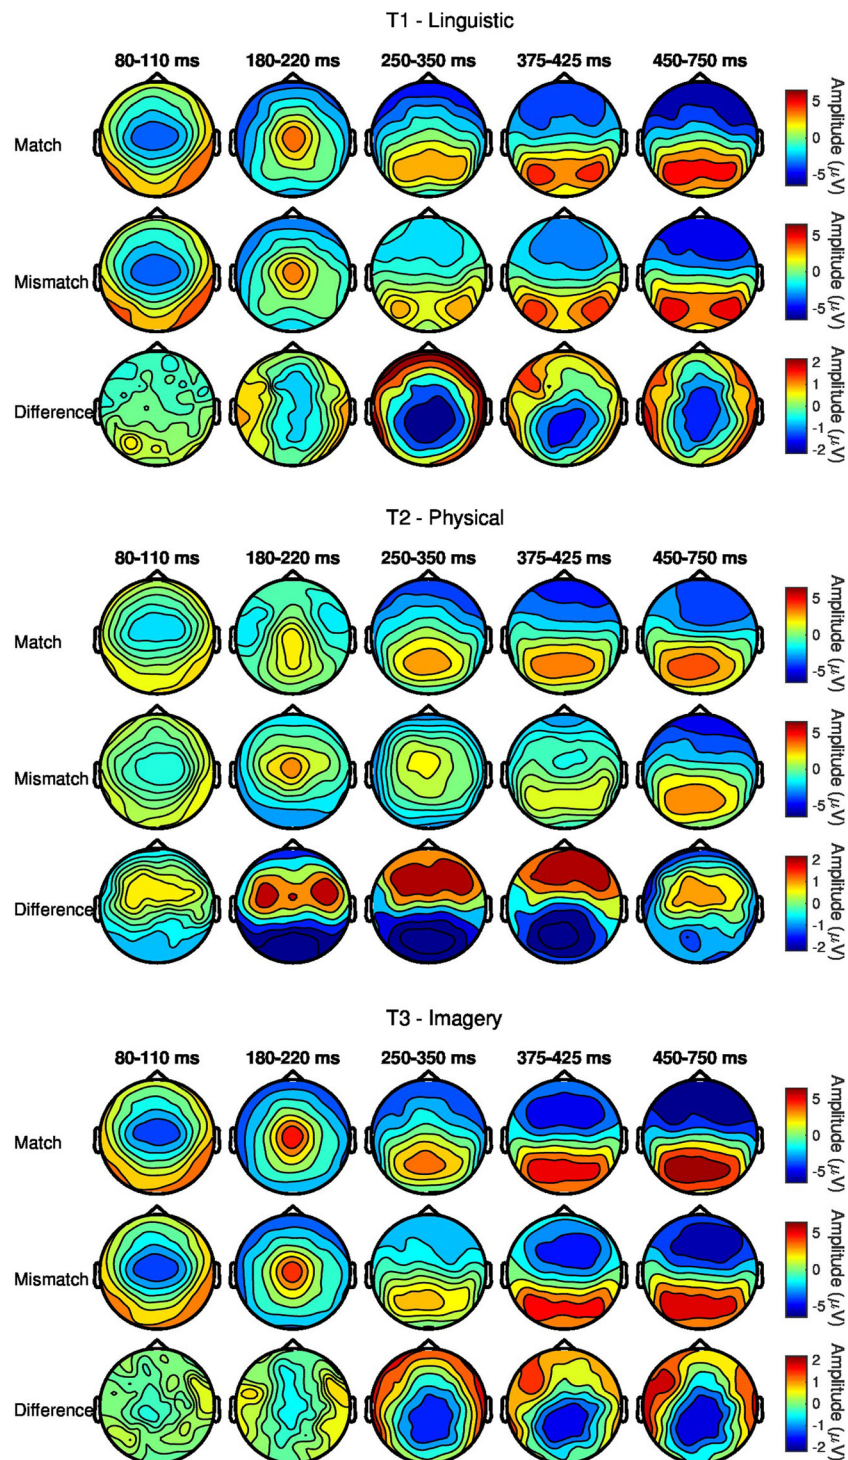 T1 - Linguistic
80-110 ms 180-220 ms 250-350 ms 375-425 ms 450-750 ms
Match
5
0
-5
Amplitude (μV)
Mismatch
5
0
-5
Amplitude (μV)
Difference
2
1
0
-1
-2
Amplitude (μV)
T2 - Physical
80-110 ms 180-220 ms 250-350 ms 375-425 ms 450-750 ms
Match
5
0
-5
Amplitude (μV)
Mismatch
5
0
-5
Amplitude (μV)
Difference
2
1
0
-1
-2
Amplitude (μV)
T3 - Imagery
80-110 ms 180-220 ms 250-350 ms 375-425 ms 450-750 ms
Match
5
0
-5
Amplitude (μV)
Mismatch
5
0
-5
Amplitude (μV)
Difference
2
1
0
-1
-2
Amplitude (μV)